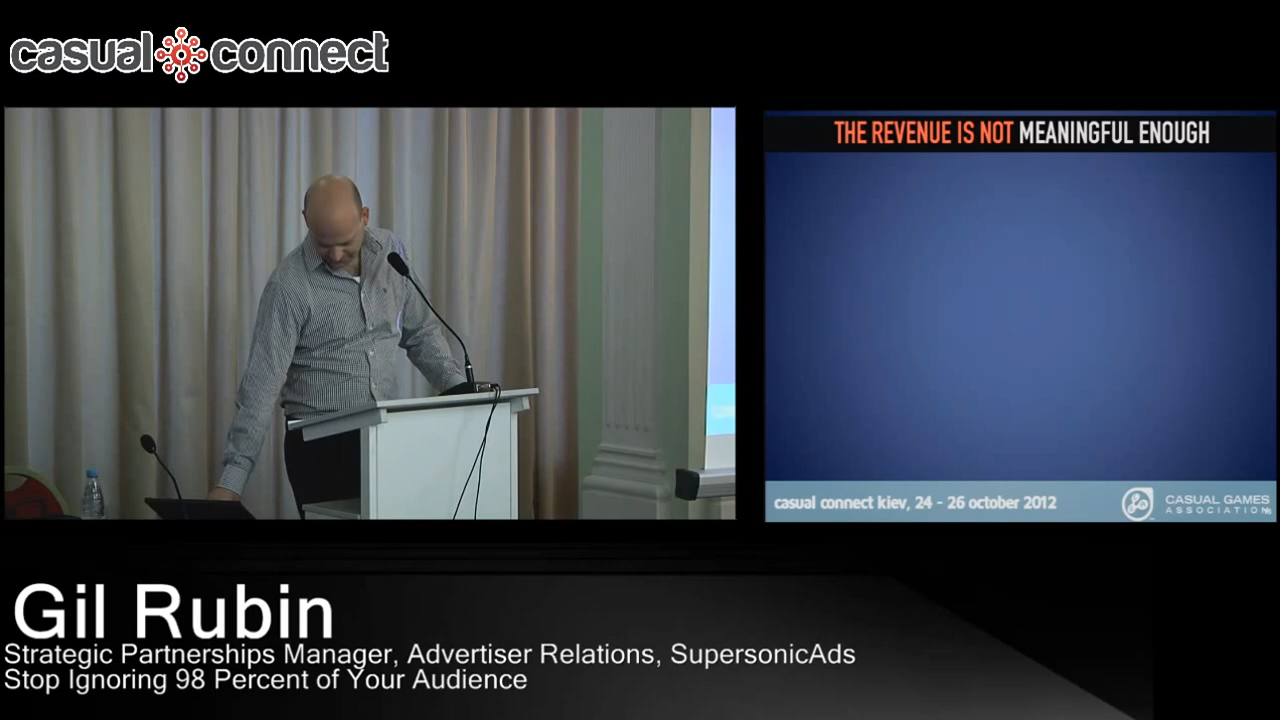 casual connect
THE REVENUE IS NOT MEANINGFUL ENOUGH
casual connect kiev, 24 - 26 october 2012
CASUAL GAMES
ASSOCIATION
Gil Rubin
Strategic Partnerships Manager, Advertiser Relations, SupersonicAds
Stop Ignoring 98 Percent of Your Audience